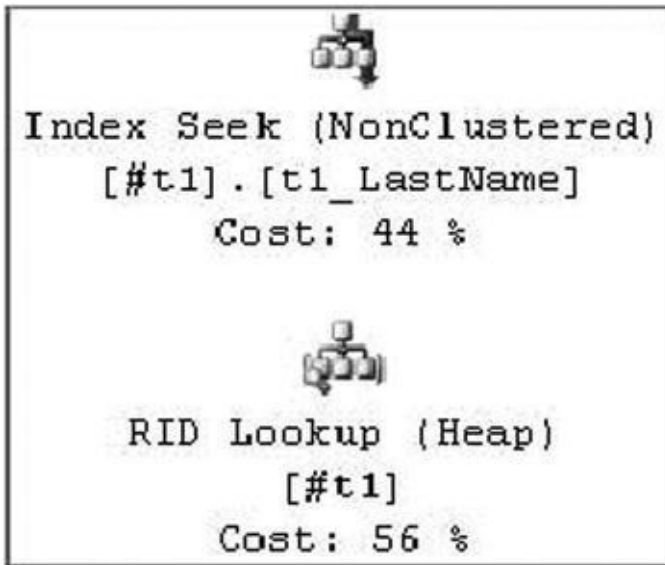 Index Seek (NonClustered)
[#t1].[t1_LastName]
Cost: 44 %
RID Lookup (Heap)
[#t1]
Cost: 56 %